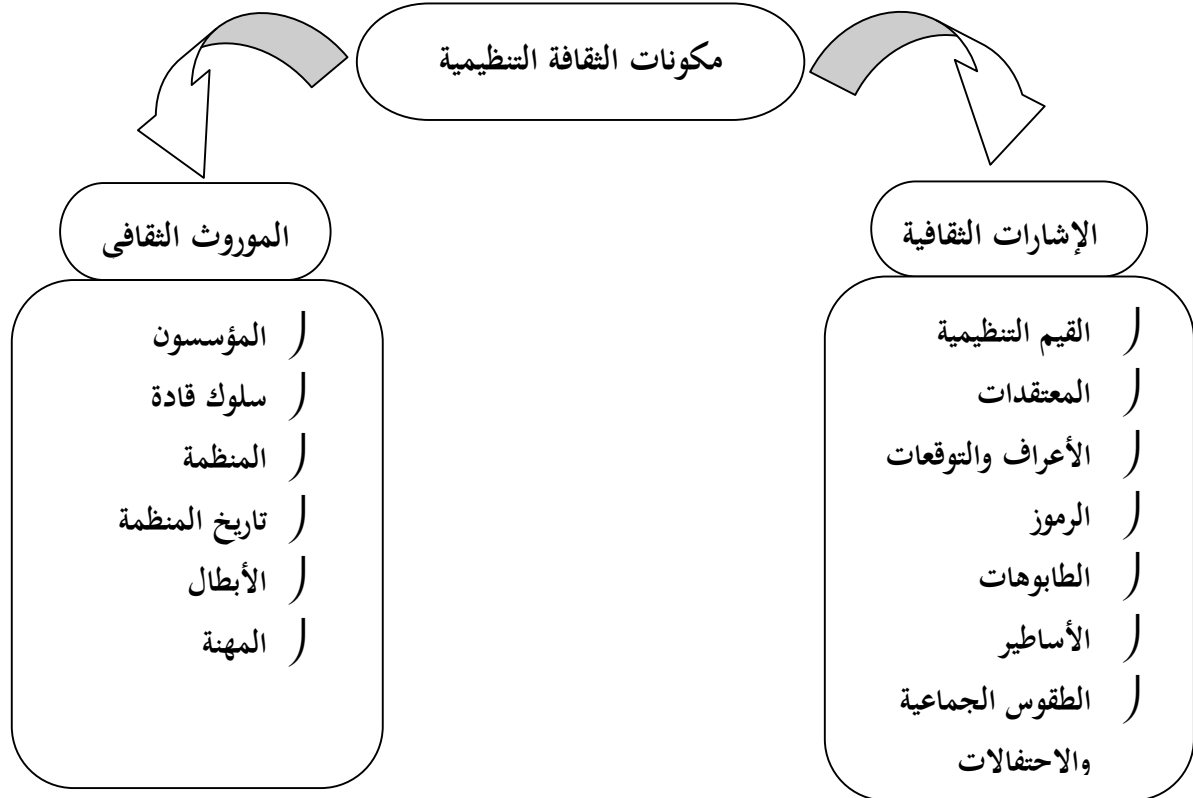 مكونات الثقافة التنظيمية
الإشارات الثقافية
القيم التنظيمية
المعتقدات
الأعراف والتوقعات
الرموز
الطابوهات
الأساطير
الطقوس الجماعية
والاحتفالات
الموروث الثقافى
المؤسسون
سلوك قادة
المنظمة
تاريخ المنظمة
الأبطال
المهنة